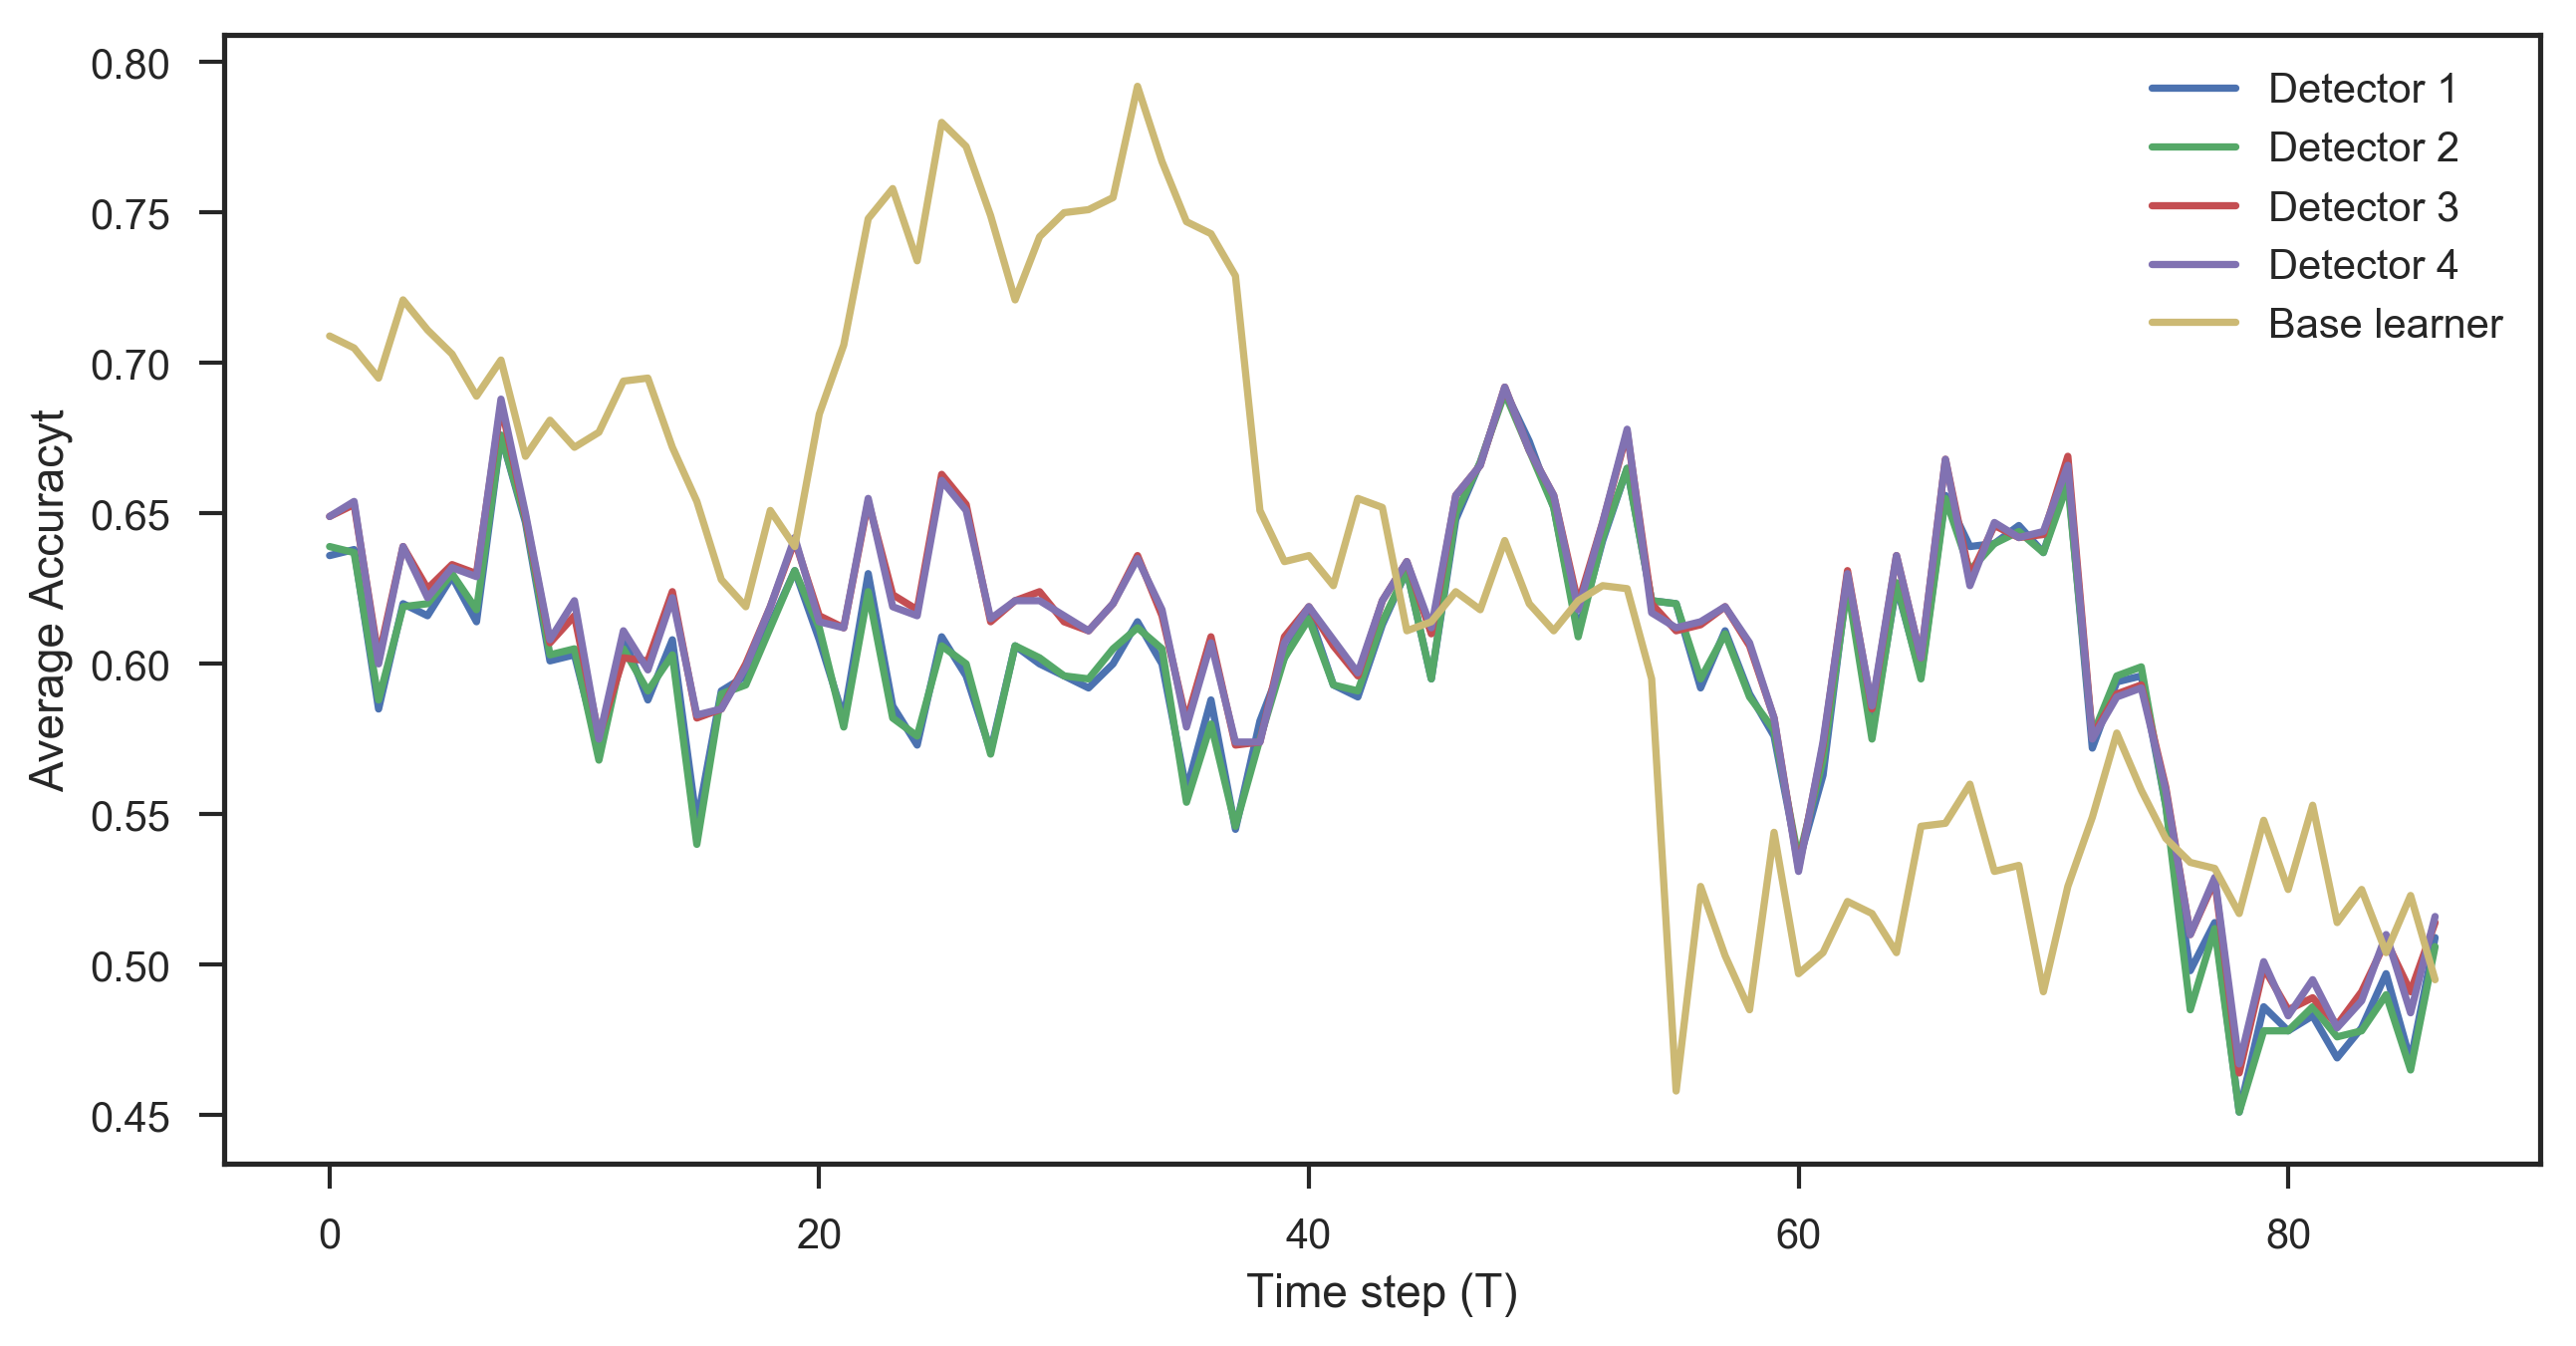 0.80
0.75
0.70
0.65
0.60
0.55
0.50
0.45
Average Accuracyt
0
20
40
60
80
Time step (T)
Detector 1
Detector 2
Detector 3
Detector 4
Base learner